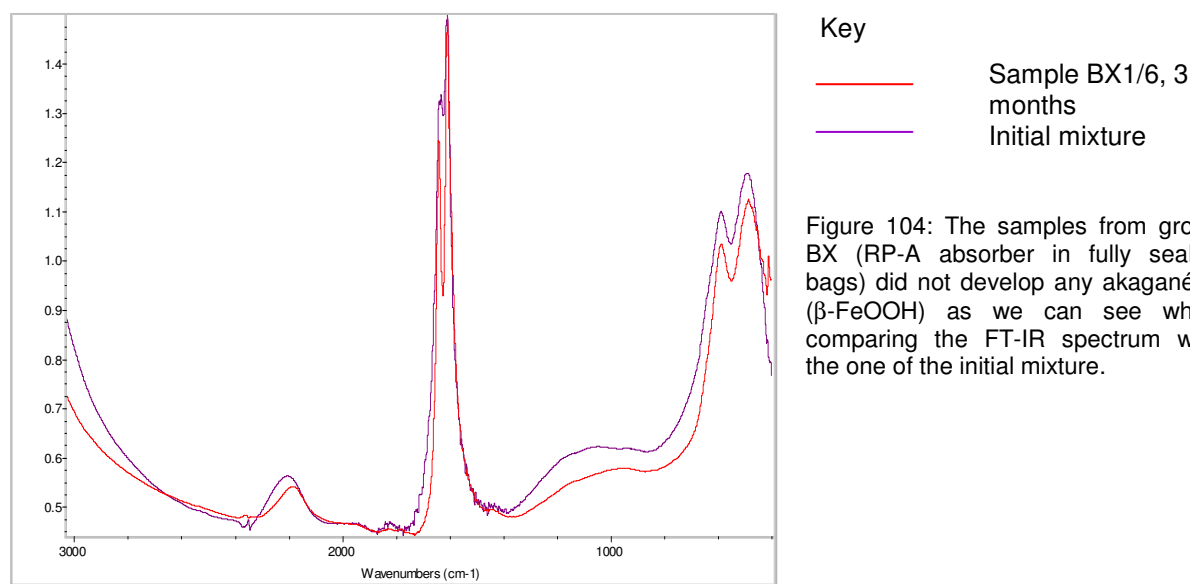 1.4
1.3
1.2
1.1
1.0
0.9
0.8
0.7
0.6
0.5
3000
2000
1000
Wavenumbers (cm-1)
Key
Sample BX1/6, 3
months
Initial mixture
Figure 104: The samples from gro
BX (RP-A absorber in fully seal
bags) did not develop any akagané
(β-FeOOH) as we can see wh
comparing the FT-IR spectrum w
the one of the initial mixture.